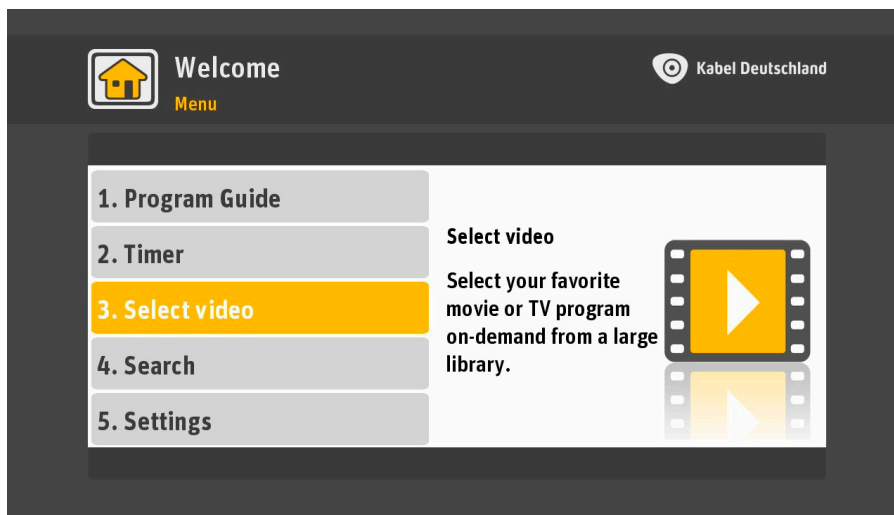 Welcome
Menu
Kabel Deutschland
1. Program Guide
2. Timer
3. Select video
4. Search
5. Settings
Select video
Select your favorite
movie or TV program
on-demand from a large
library.